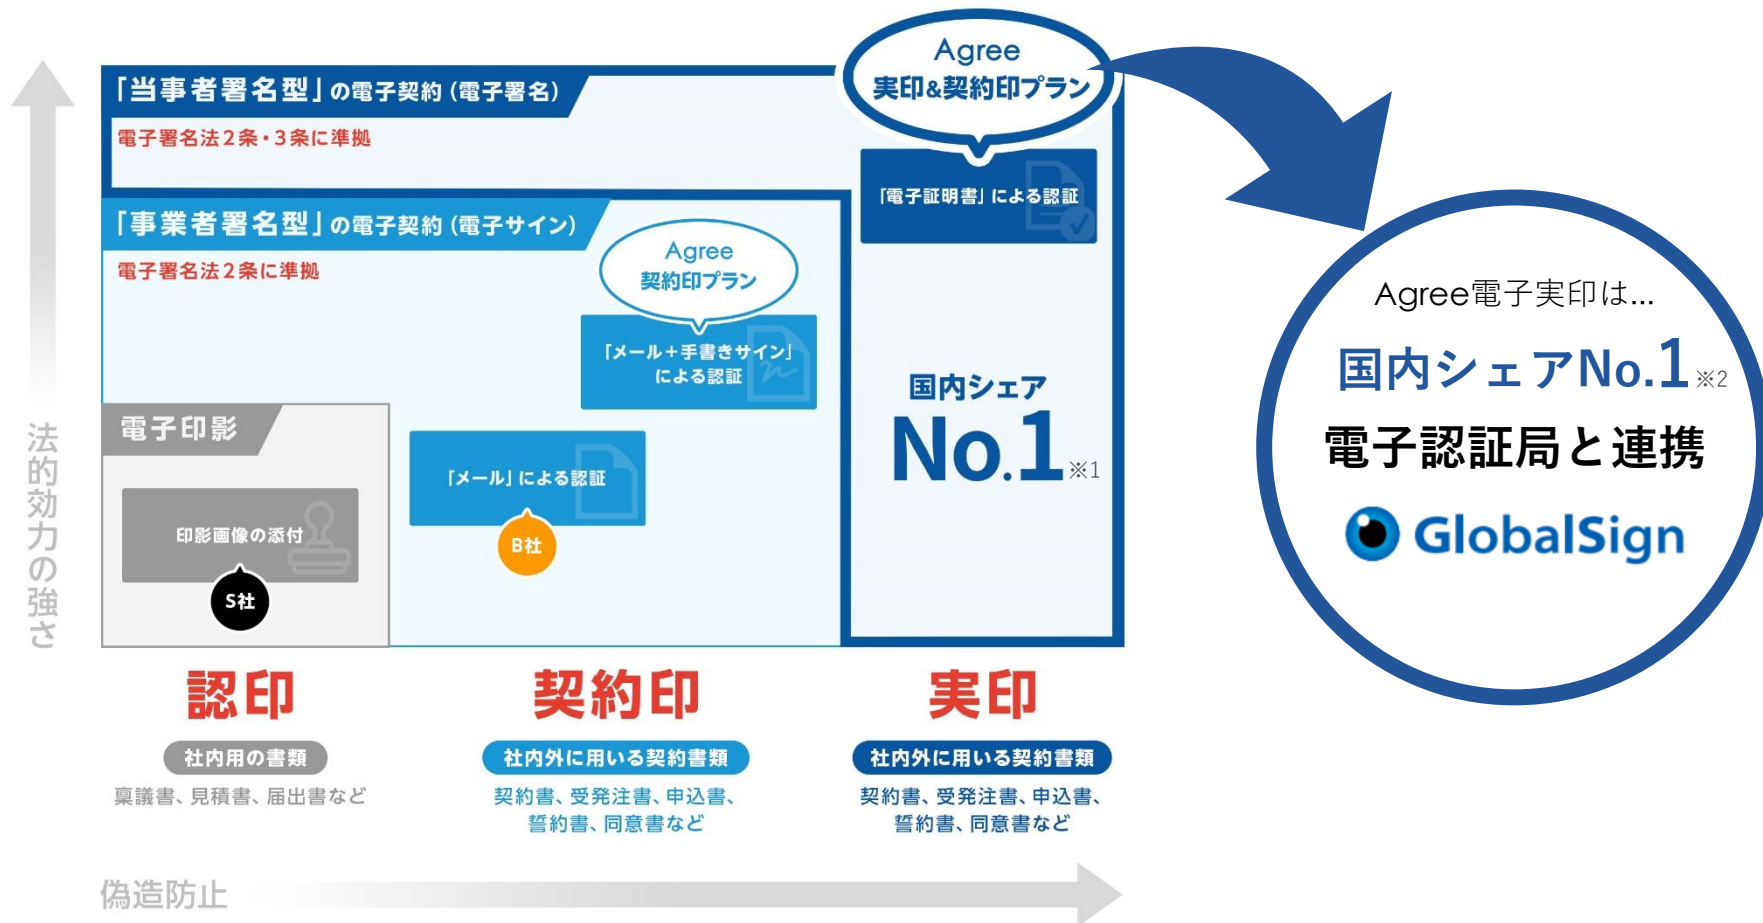 Agree
実印&契約印プラン
「当事者署名型」の電子契約(電子署名)
電子署名法2条・3条に準拠
「電子証明書」による認証
「事業者署名型」の電子契約(電子サイン)
電子署名法2条に準拠
Agree
契約印プラン
「メール+手書きサイン」
による認証
国内シェア
No.1※1
電子印影
「メール」による認証
B社
印影画像の添付
S社
法的効力の強さ
認印
契約印
実印
社内用の書類
稟議書、見積書、届出書など
社内外に用いる契約書類
契約書、受発注書、申込書、
誓約書、同意書など
社内外に用いる契約書類
契約書、受発注書、申込書、
誓約書、同意書など
偽造防止
Agree電子実印は...
国内シェアNo.1※2
電子認証局と連携
GlobalSign